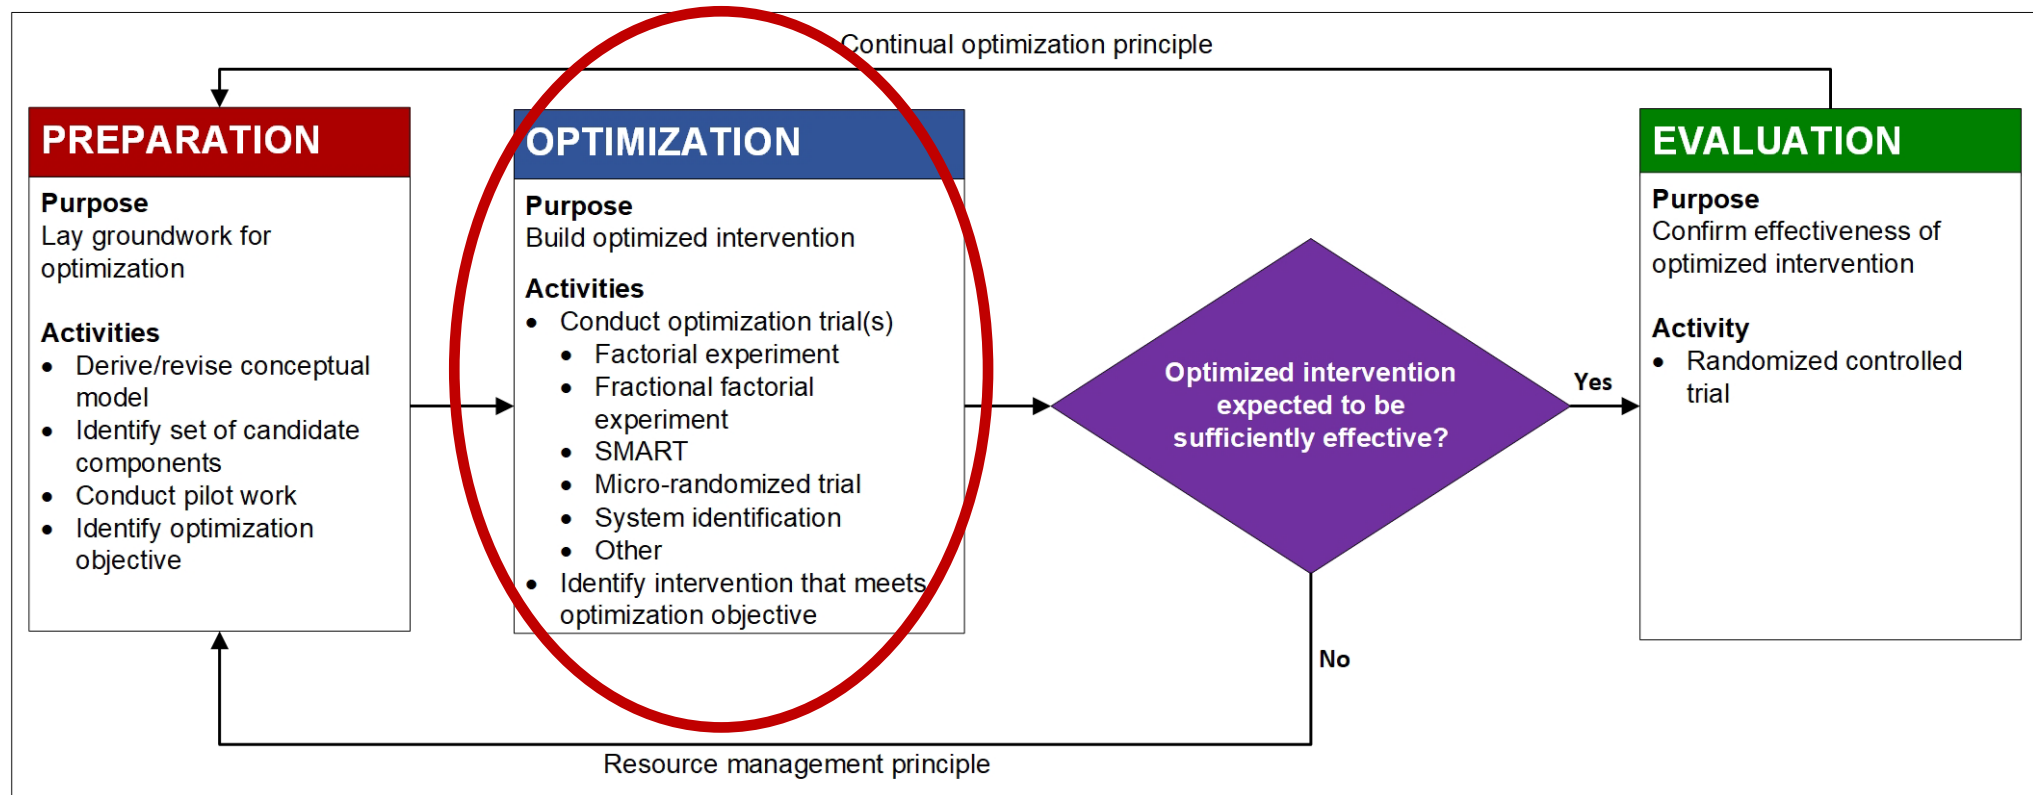 Continual optimization principle
PREPARATION
Purpose
Lay groundwork for
optimization
Activities
• Derive/revise conceptual
model
• Identify set of candidate
components
• Conduct pilot work
• Identify optimization
objective
OPTIMIZATION
Purpose
Build optimized intervention
Activities
• Conduct optimization trial(s)
• Factorial experiment
• Fractional factorial
experiment
• SMART
• Micro-randomized trial
• System identification
• Other
• Identify intervention that meets
optimization objective
Optimized intervention
expected to be
sufficiently effective?
Yes
No
EVALUATION
Purpose
Confirm effectiveness of
optimized intervention
Activity
• Randomized controlled
trial
Resource management principle